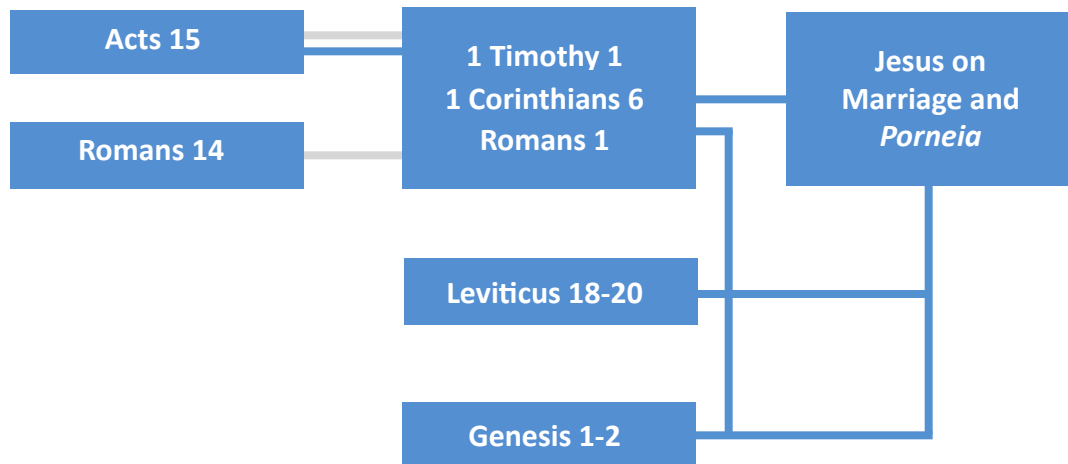 Acts 15
Romans 14
1 Timothy 1
1 Corinthians 6
Romans 1
Jesus on
Marriage and
Porneia
Leviticus 18-20
Genesis 1-2